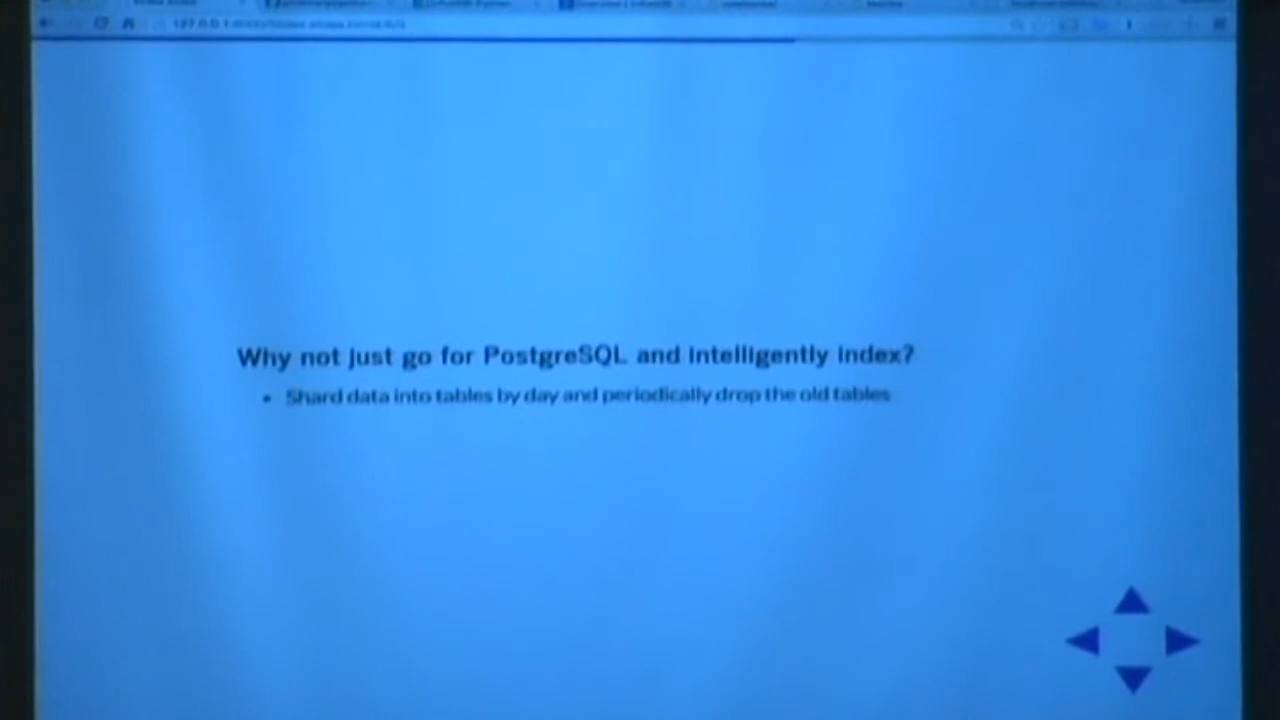 Why not just go for PostgreSQL and intelligently index?
Shard data into tables by day and periodically drop the old tables